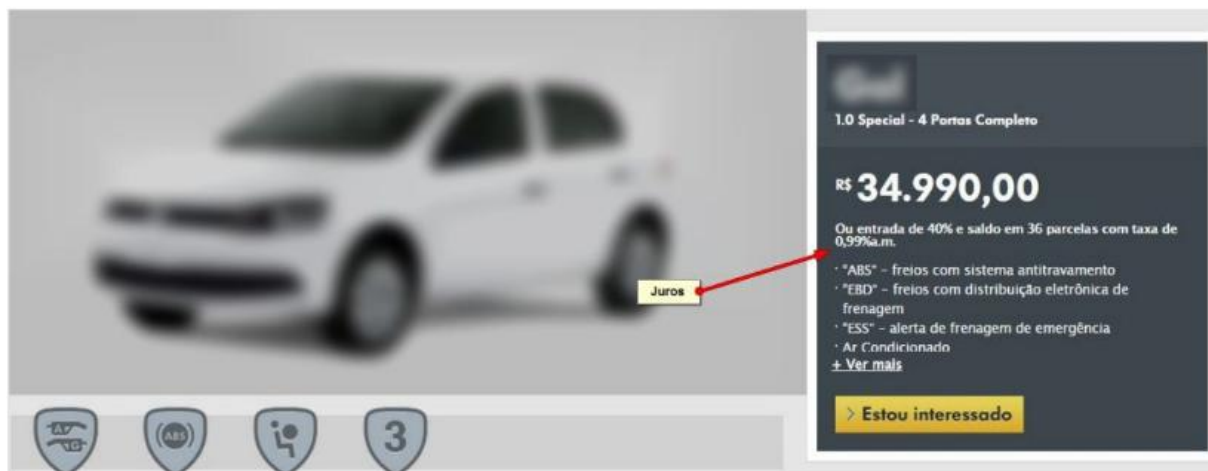 1.0 Special - 4 Portas Completo
R$ 34.990,00
Ou entrada de 40% e saldo em 36 parcelas com taxa de
0,99%a.m.
Juros
· "ABS" – freios com sistema antitravamento
· "EBD" – freios com distribuição eletrônica de
frenagem
· "ESS" – alerta de frenagem de emergência
· Ar Condicionado
+ Ver mais
> Estou interessado
A
G
(ABS)
3